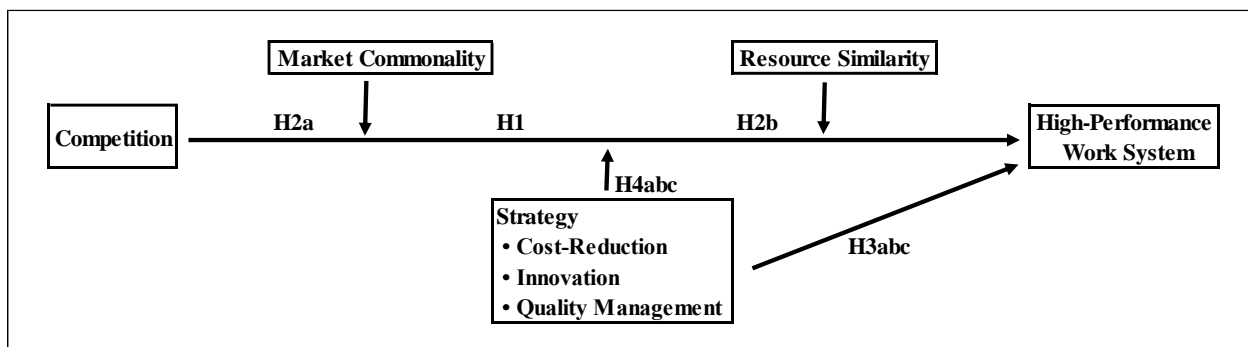 Market Commonality
Resource Similarity
Competition
H2a
H1
H2b
High-Performance
Work System
H4abc
Strategy
• Cost-Reduction
• Innovation
• Quality Management
H3abc